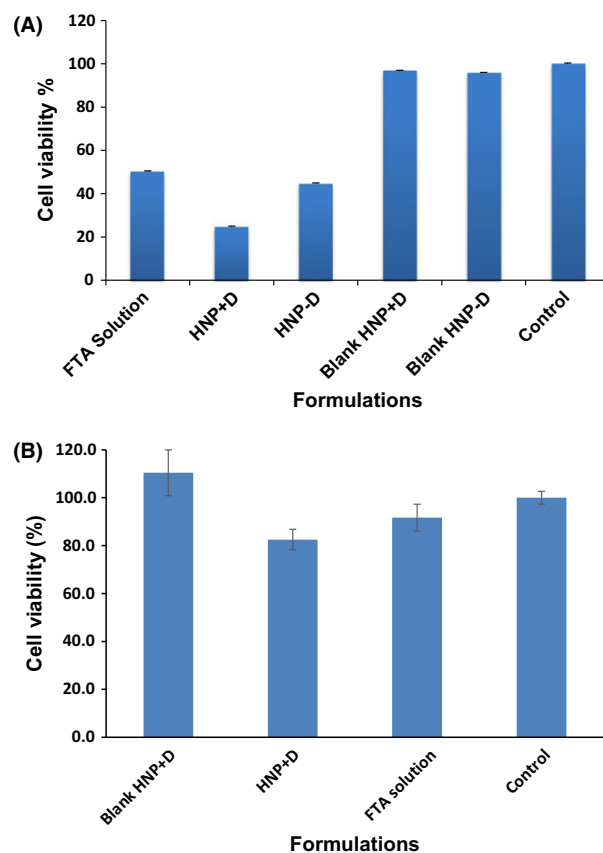 (A)
120
100
80
60
40
20
0
Cell viability %
FTA Solution
HNP+D
HNP-D
Blank HNP+D
Blank HNP-D
Control
Formulations
(B)
120.0
100.0
80.0
60.0
40.0
20.0
0.0
Cell viability (%)
Blank HNP+D
HNP+D
FTA solution
Control
Formulations